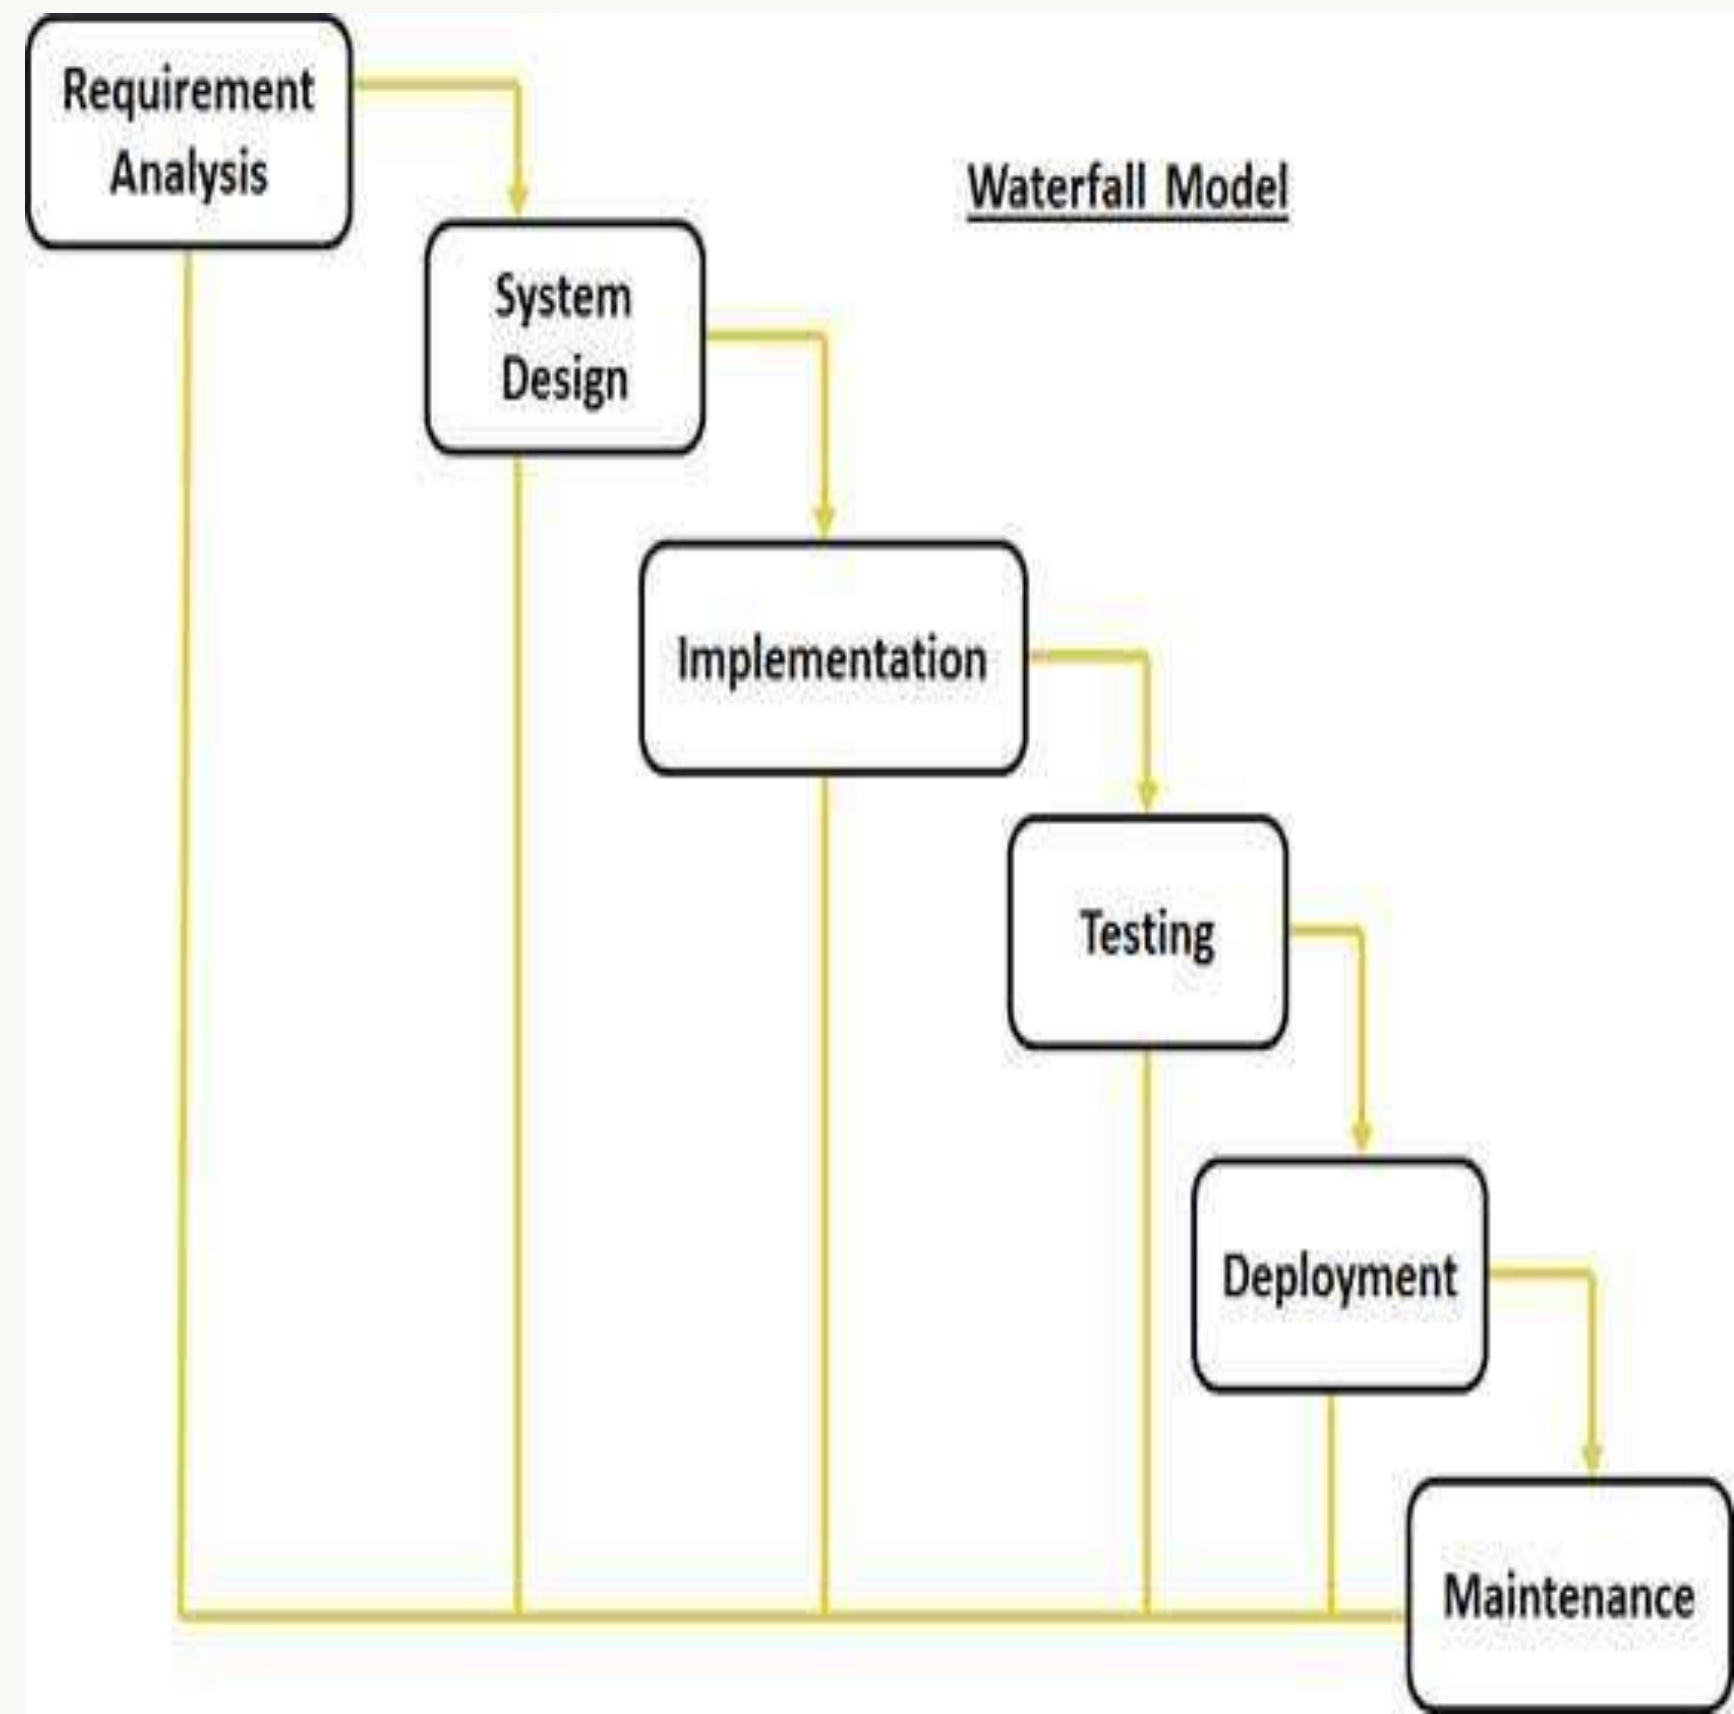 Requirement
Analysis
Waterfall Model
System
Design
Implementation
Testing
Deployment
Maintenance